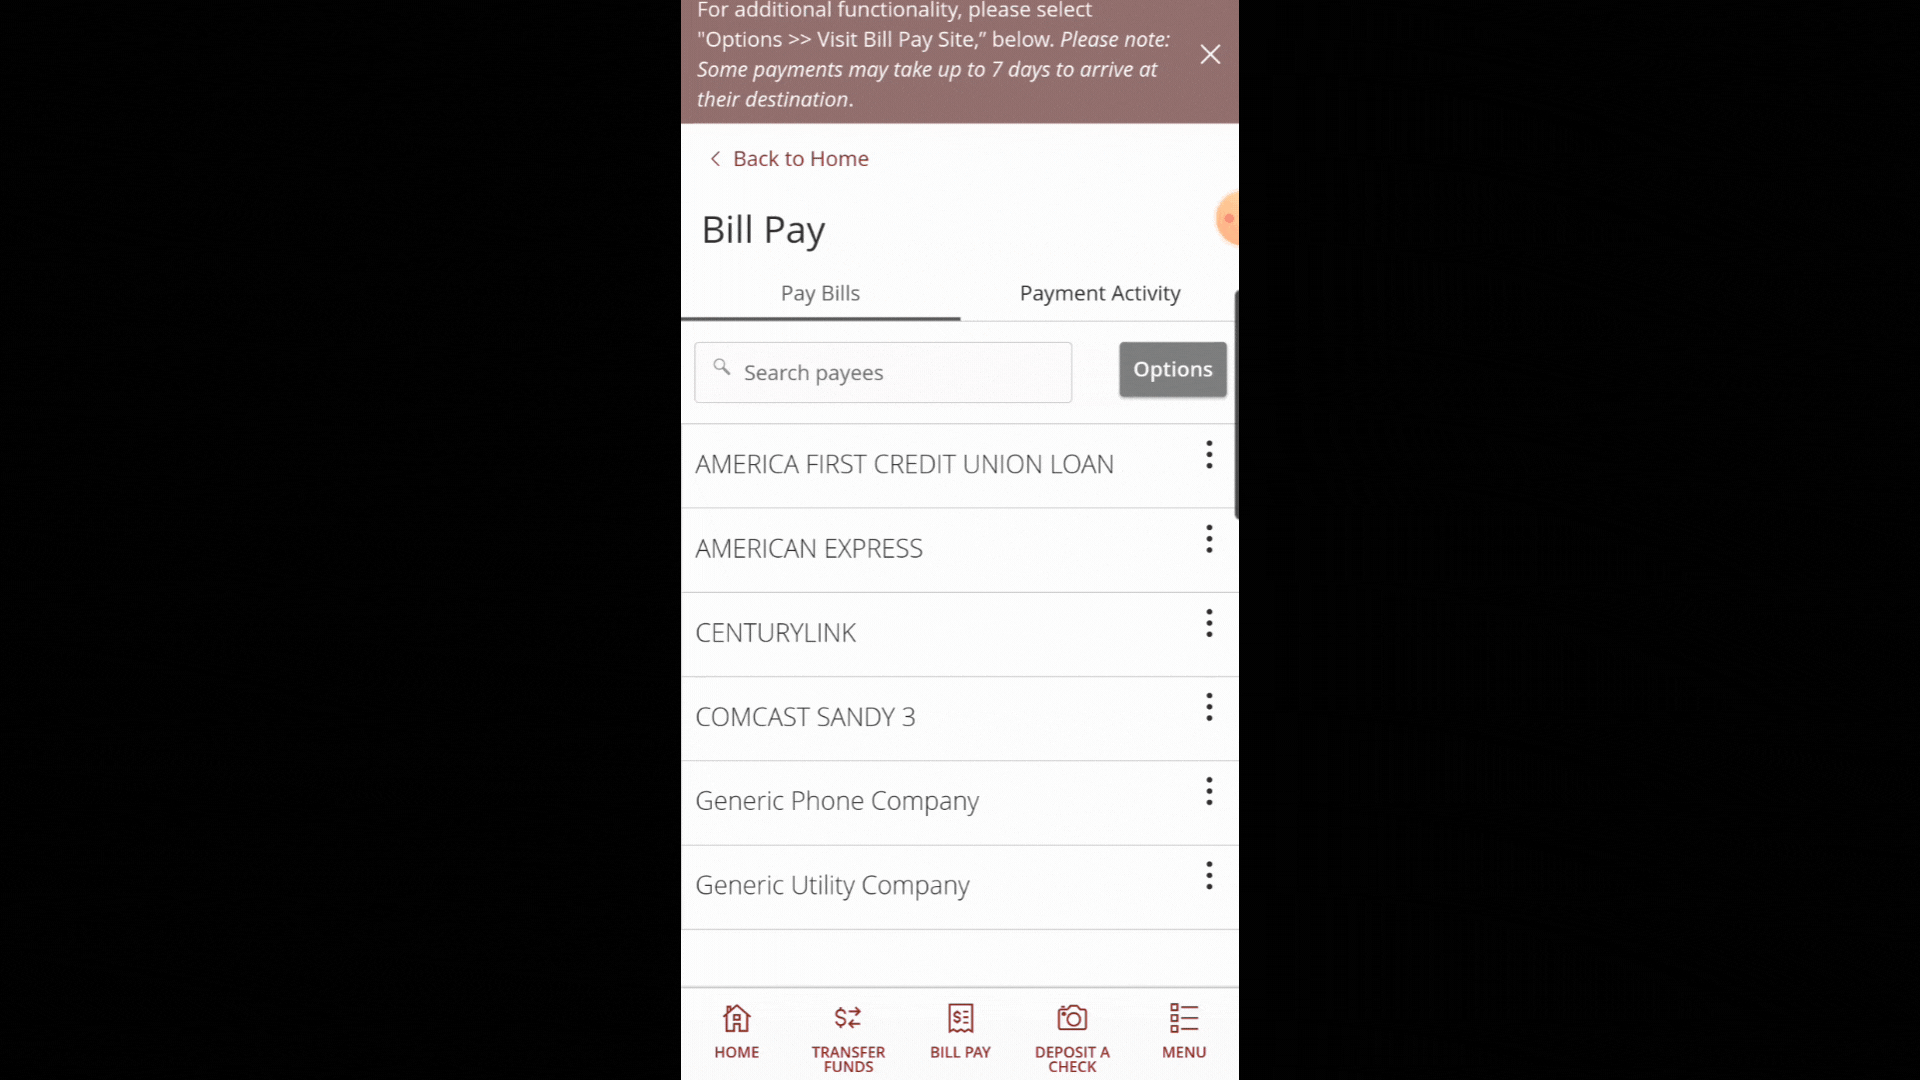 For additional functionality, please select
"Options >> Visit Bill Pay Site,” below. Please note:
Some payments may take up to 7 days to arrive at
their destination.
Back to Home
Bill Pay
Pay Bills
Payment Activity
Search payees
Options
AMERICA FIRST CREDIT UNION LOAN
AMERICAN EXPRESS
CENTURYLINK
COMCAST SANDY 3
Generic Phone Company
Generic Utility Company
HOME
TRANSFER
FUNDS
BILL PAY
DEPOSIT A
CHECK
MENU